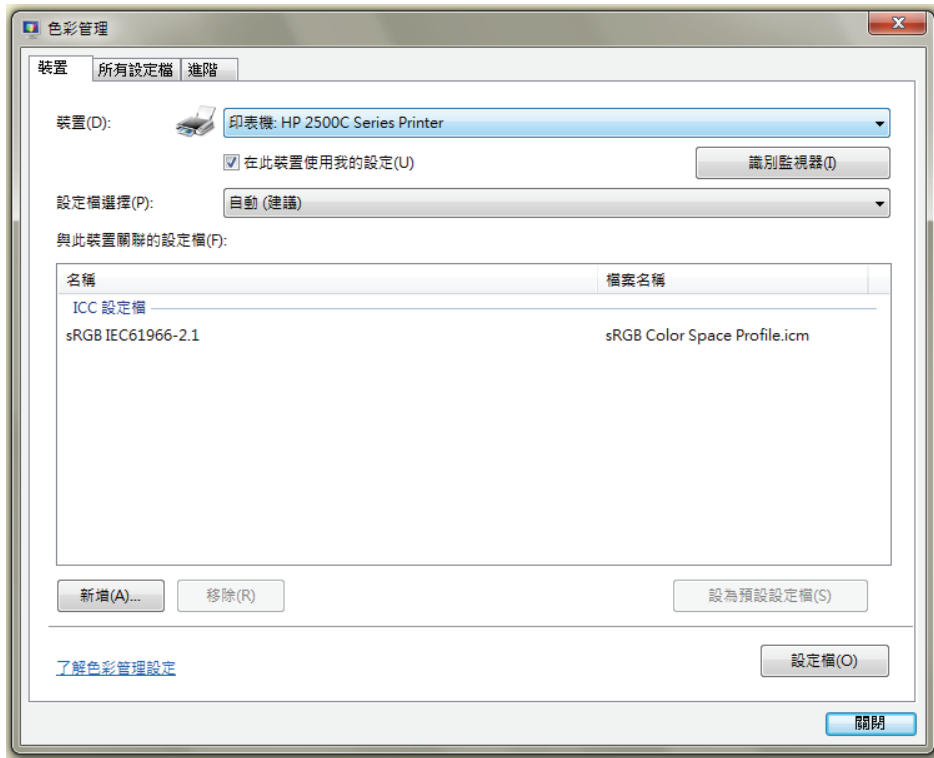 色彩管理
裝置 所有設定檔 進階
裝置(D): 印表機: HP 2500C Series Printer
在此裝置使用我的設定(U) 識別監視器(I)
設定檔選擇(P): 自動 (建議)
與此裝置關聯的設定檔(F):
名稱 檔案名稱
ICC 設定檔
sRGB IEC61966-2.1 sRGB Color Space Profile.icm
新增(A)... 移除(R) 設為預設設定檔(S)
了解色彩管理設定 設定檔(O)
關閉